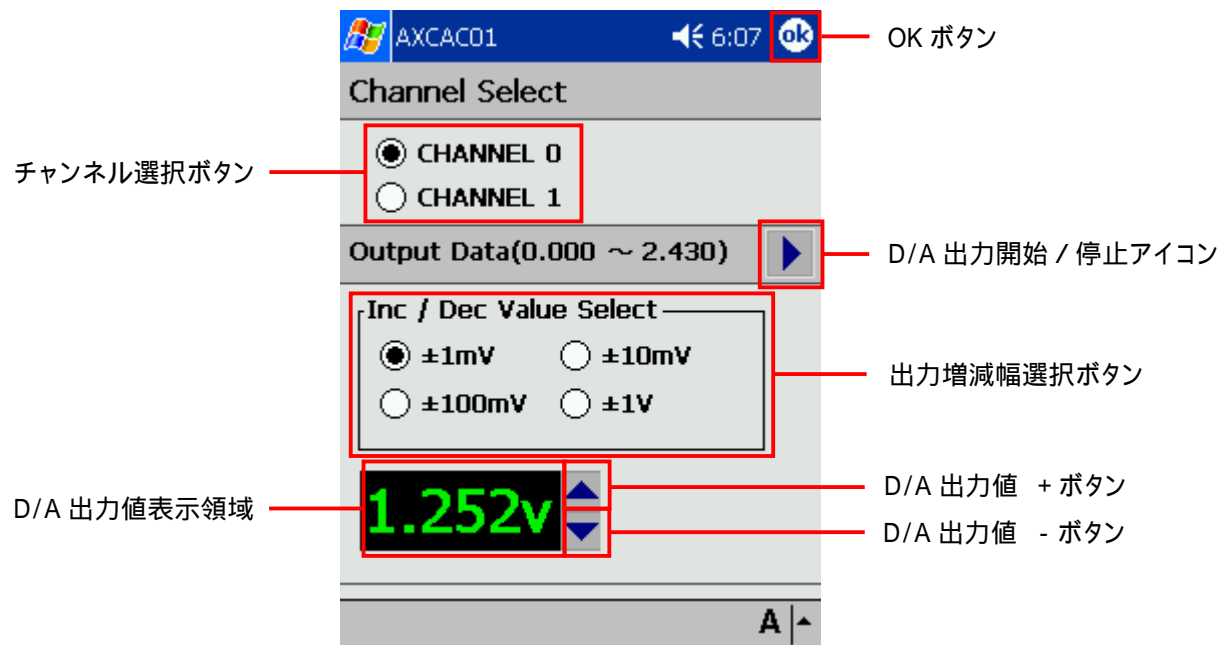 AXCAC01
6:07
ok
OK ボタン
Channel Select
チャンネル選択ボタン
CHANNEL 0
CHANNEL 1
Output Data(0.000 ～ 2.430)
D/A 出力開始 / 停止アイコン
Inc / Dec Value Select
±1mV
±10mV
±100mV
±1V
出力増減幅選択ボタン
D/A 出力値表示領域
1.252v
D/A 出力値 + ボタン
D/A 出力値 - ボタン
A